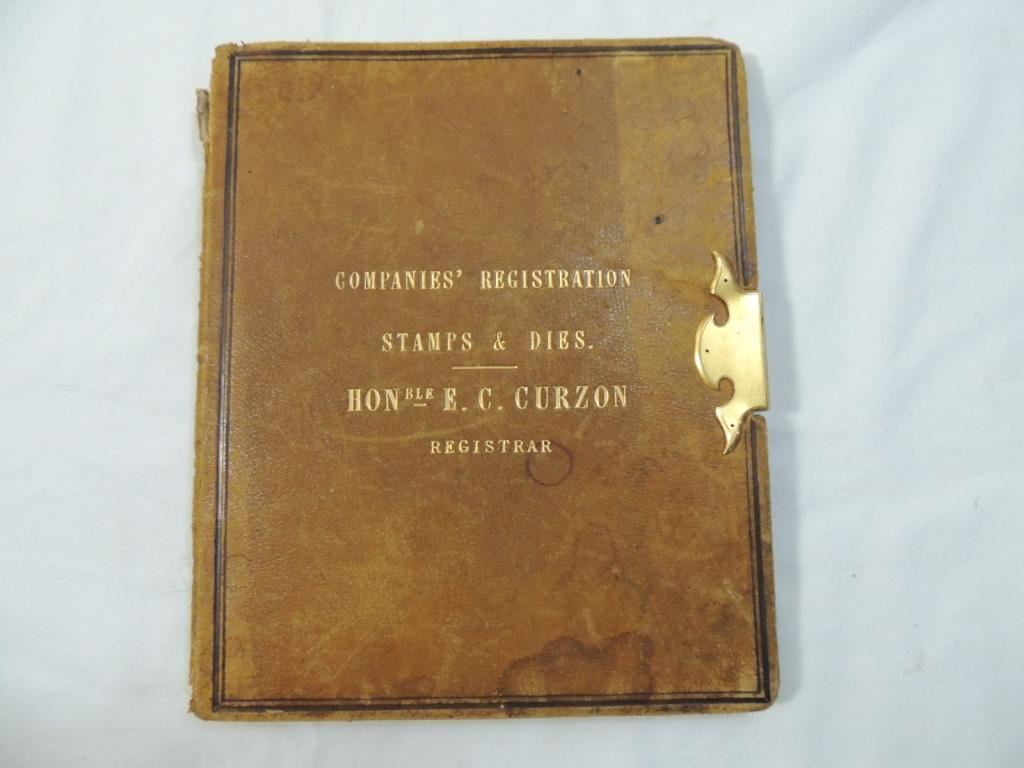 COMPANIES' REGISTRATION
STAMPS & DIES.
HONBLE E. C. CURZON
REGISTRAR